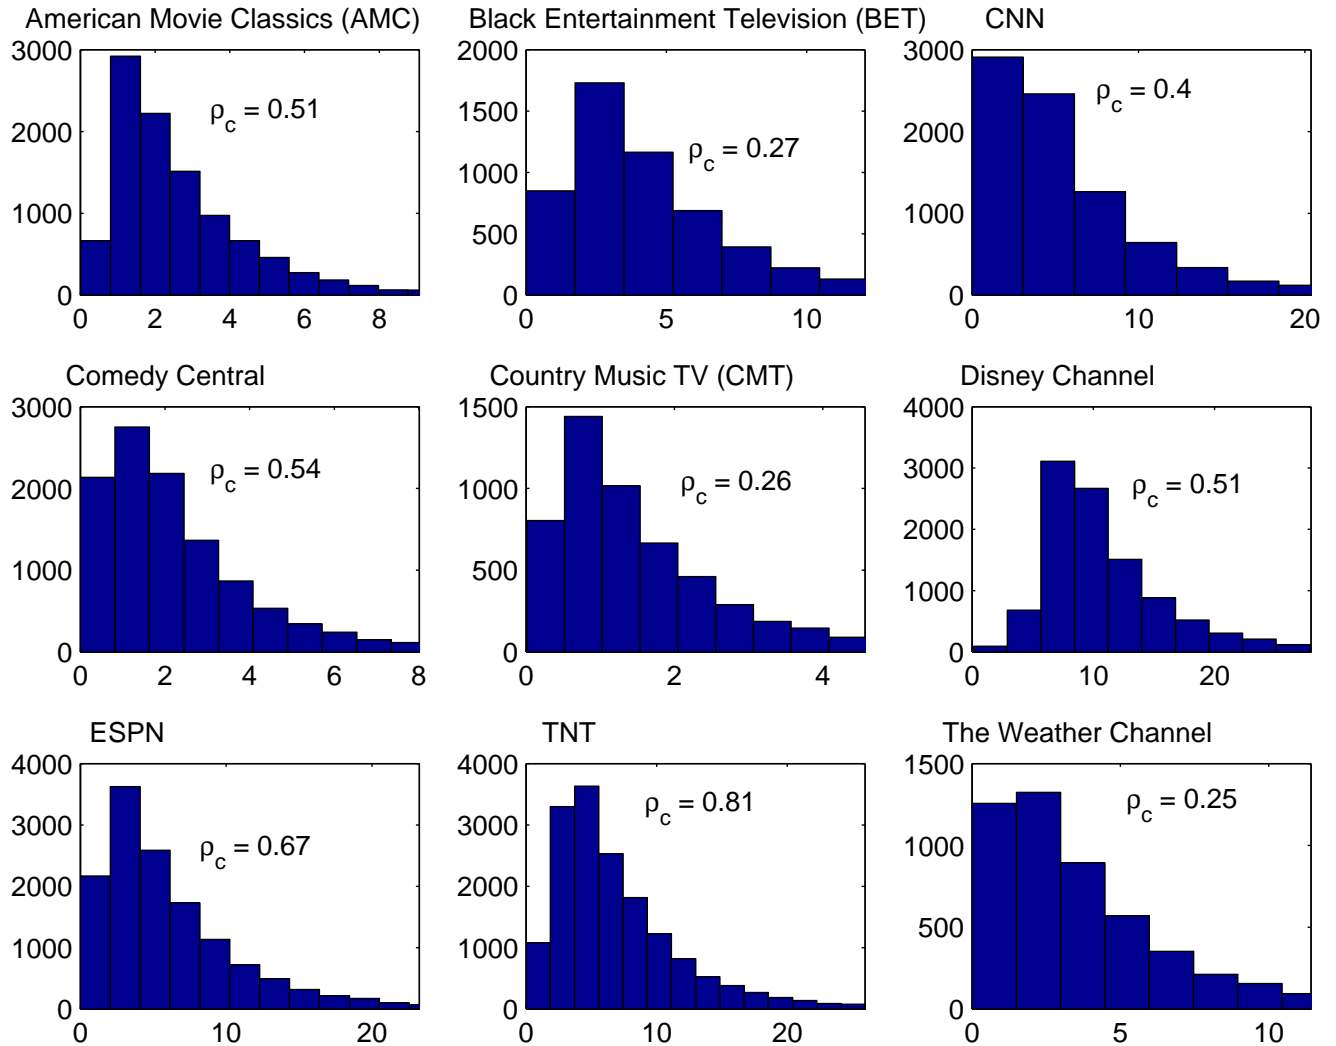 American Movie Classics (AMC)
3000
2000
1000
0
0 2 4 6 8
ρc = 0.51
Black Entertainment Television (BET)
2000
1500
1000
500
0
0 5 10
ρc = 0.27
CNN
3000
2000
1000
0
0 10 20
ρc = 0.4
Comedy Central
3000
2000
1000
0
0 2 4 6 8
ρc = 0.54
Country Music TV (CMT)
1500
1000
500
0
0 2 4
ρc = 0.26
Disney Channel
4000
3000
2000
1000
0
0 10 20
ρc = 0.51
ESPN
4000
3000
2000
1000
0
0 10 20
ρc = 0.67
TNT
4000
3000
2000
1000
0
0 10 20
ρc = 0.81
The Weather Channel
1500
1000
500
0
0 5 10
ρc = 0.25